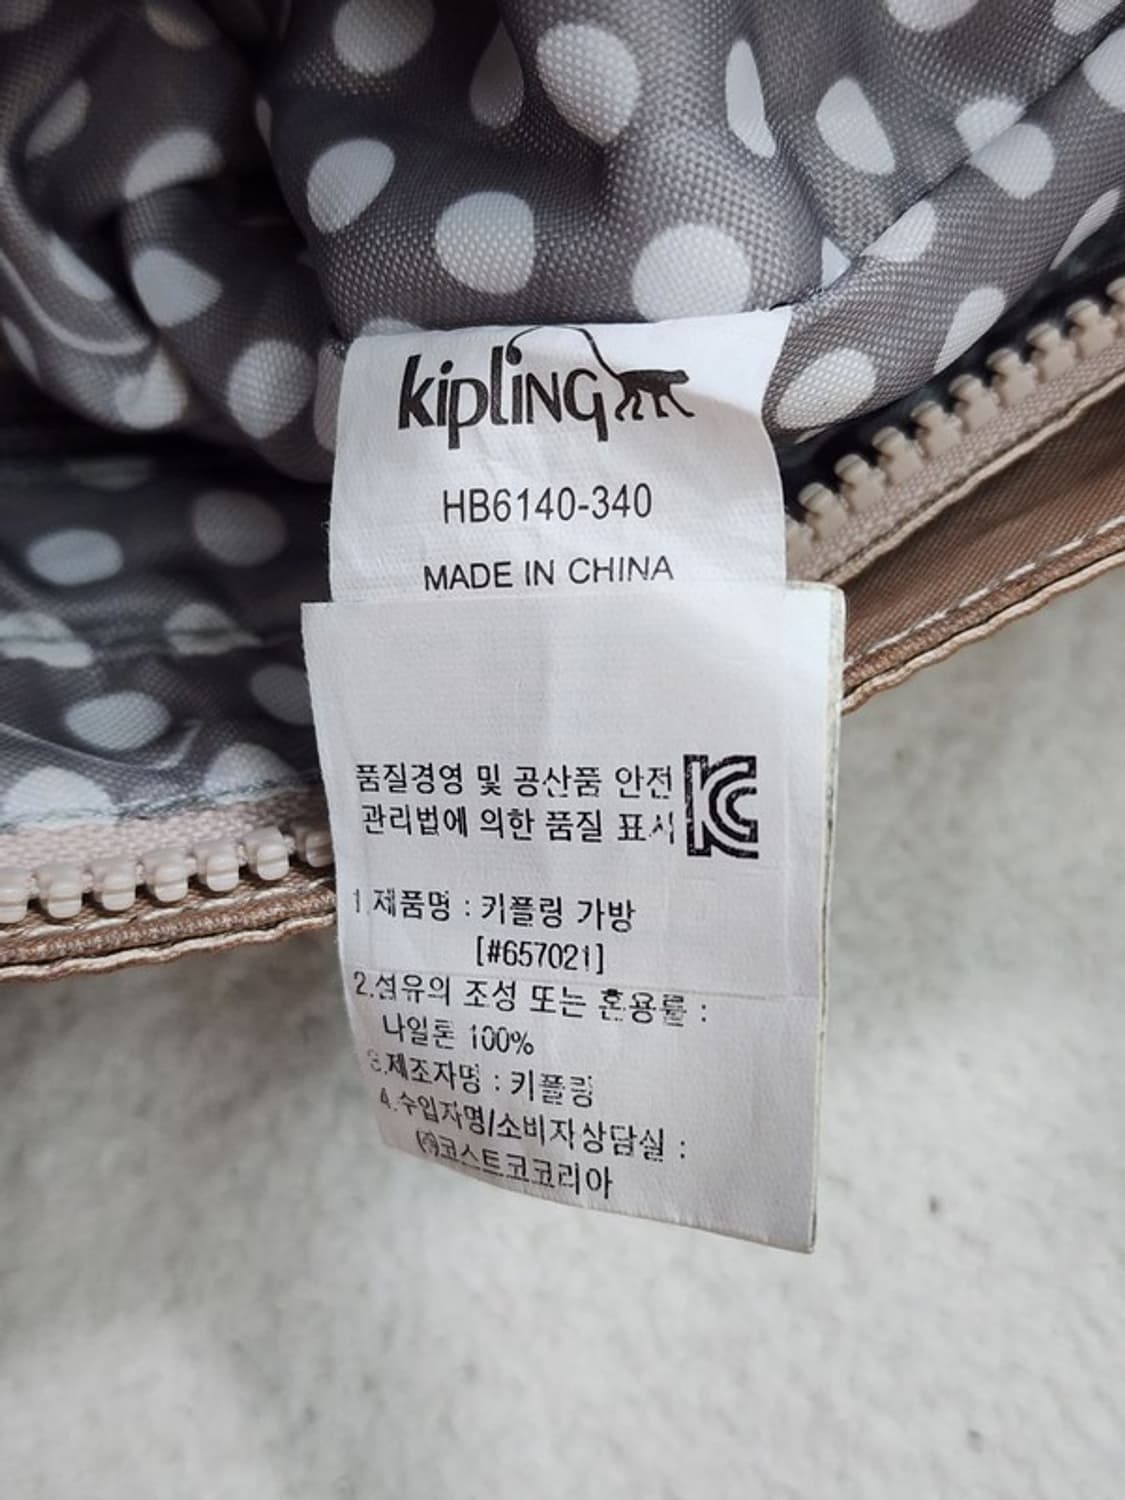 kipling
HB6140-340
MADE IN CHINA
품질경영 및 공산품 안전
관리법에 의한 품질 표시
KC
1.제품명 : 키플링 가방
[#657021]
2.섬유의 조성 또는 혼용률 :
나일론 100%
3.제조자명 : 키플링
4.수입자명/소비자상담실 :
㈜코스트코코리아